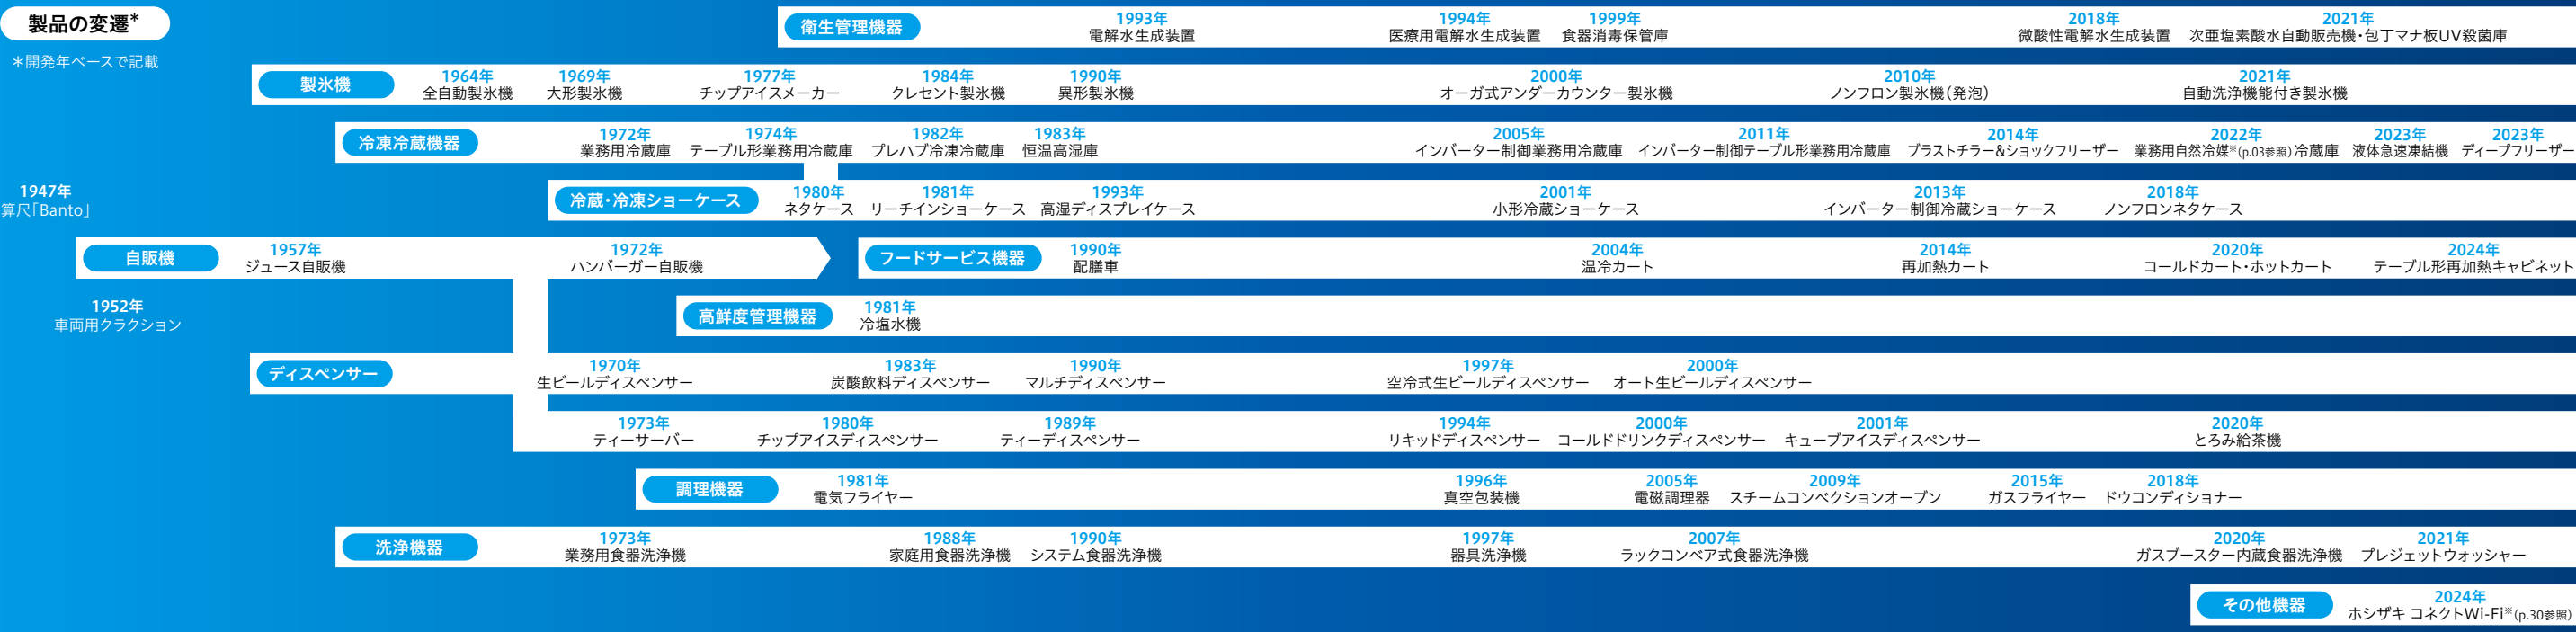 製品の変遷*
*開発年ベースで記載
衛生管理機器
1993年
電解水生成装置
1994年
医療用電解水生成装置
1999年
食器消毒保管庫
2018年
微酸性電解水生成装置
2021年
次亜塩素酸水自動販売機・包丁マナ板UV殺菌庫
製氷機
1964年
全自動製氷機
1969年
大形製氷機
1977年
チップアイスメーカー
1984年
クレセント製氷機
1990年
異形製氷機
2000年
オーガ式アンダーカウンター製氷機
2010年
ノンフロン製氷機(発泡)
2021年
自動洗浄機能付き製氷機
冷凍冷蔵機器
1972年
業務用冷蔵庫
1974年
テーブル形業務用冷蔵庫
1982年
プレハブ冷凍冷蔵庫
1983年
恒温高湿庫
2005年
インバーター制御業務用冷蔵庫
2011年
インバーター制御テーブル形業務用冷蔵庫
2014年
ブラストチラー&ショックフリーザー
2022年
業務用自然冷媒※(p.03参照)冷蔵庫
2023年
液体急速凍結機
2023年
ディープフリーザー
1947年
算尺「Banto」
冷蔵・冷凍ショーケース
1980年
ネタケース
1981年
リーチインショーケース
1993年
高湿ディスプレイケース
2001年
小形冷蔵ショーケース
2013年
インバーター制御冷蔵ショーケース
2018年
ノンフロンネタケース
自販機
1957年
ジュース自販機
1972年
ハンバーガー自販機
フードサービス機器
1990年
配膳車
2004年
温冷カート
2014年
再加熱カート
2020年
コールドカート・ホットカート
2024年
テーブル形再加熱キャビネット
1952年
車両用クラクション
高鮮度管理機器
1981年
冷塩水機
ディスペンサー
1970年
生ビールディスペンサー
1983年
炭酸飲料ディスペンサー
1990年
マルチディスペンサー
1997年
空冷式生ビールディスペンサー
2000年
オート生ビールディスペンサー
1973年
ティーサーバー
1980年
チップアイスディスペンサー
1989年
ティーディスペンサー
1994年
リキッドディスペンサー
2000年
コールドドリンクディスペンサー
2001年
キューブアイスディスペンサー
2020年
とろみ給茶機
調理機器
1981年
電気フライヤー
1996年
真空包装機
2005年
電磁調理器
2009年
スチームコンベクションオーブン
2015年
ガスフライヤー
2018年
ドウコンディショナー
洗浄機器
1973年
業務用食器洗浄機
1988年
家庭用食器洗浄機
1990年
システム食器洗浄機
1997年
器具洗浄機
2007年
ラックコンベア式食器洗浄機
2020年
ガスブースター内蔵食器洗浄機
2021年
プレジェットウォッシャー
その他機器
2024年
ホシザキ コネクトWi-Fi※(p.30参照)